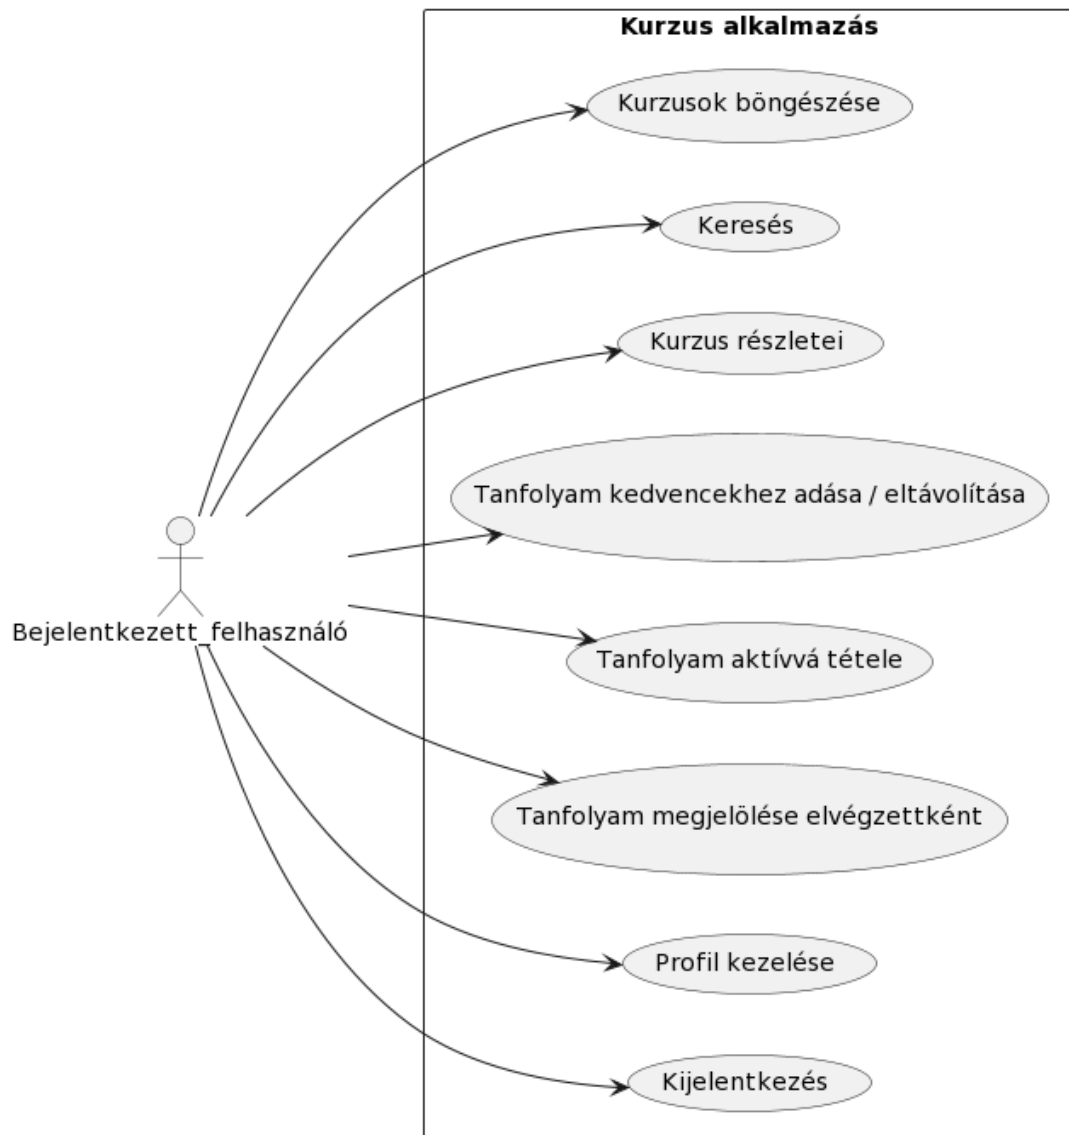 Kurzus alkalmazás
Kurzusok böngészése
Keresés
Kurzus részletei
Tanfolyam kedvencekhez adása / eltávolítása
Bejelentkezett_felhasználó
Tanfolyam aktívvá tétele
Tanfolyam megjelölése elvégzettként
Profil kezelése
Kijelentkezés